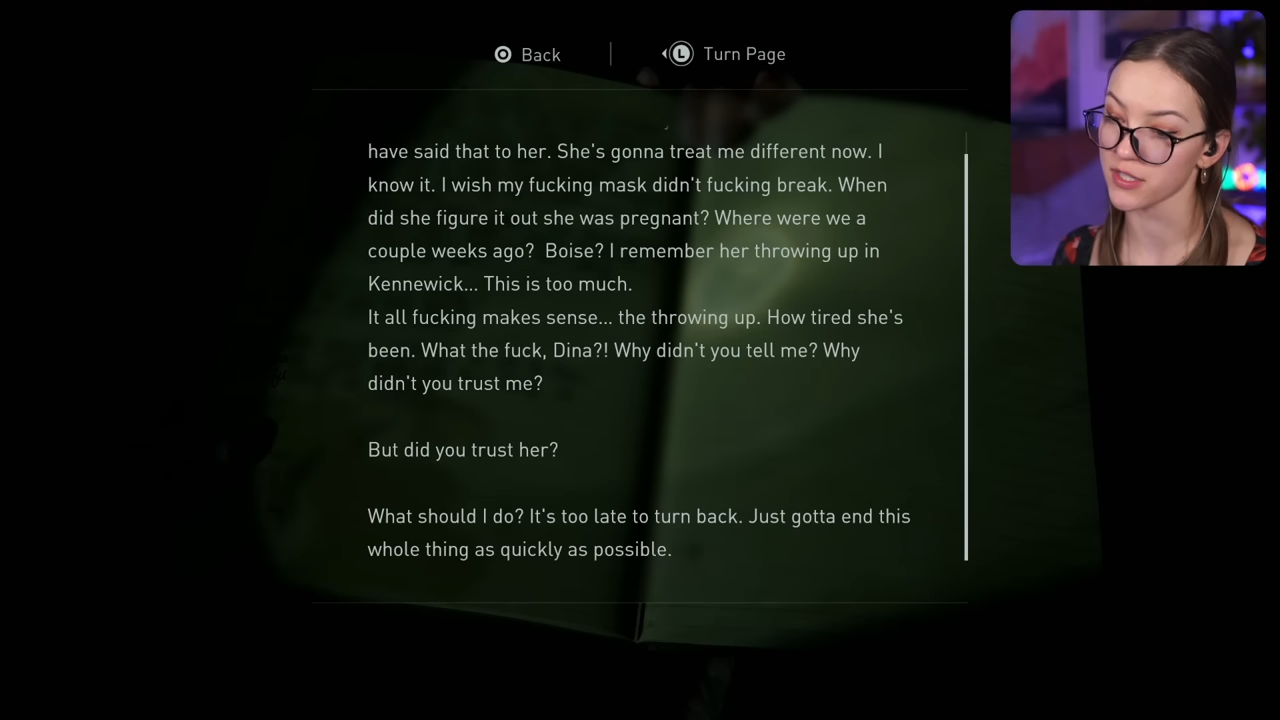 Back
L Turn Page
have said that to her. She's gonna treat me different now. I
know it. I wish my fucking mask didn't fucking break. When
did she figure it out she was pregnant? Where were we a
couple weeks ago?  Boise? I remember her throwing up in
Kennewick... This is too much.
It all fucking makes sense... the throwing up. How tired she's
been. What the fuck, Dina?! Why didn't you tell me? Why
didn't you trust me?
But did you trust her?
What should I do? It's too late to turn back. Just gotta end this
whole thing as quickly as possible.